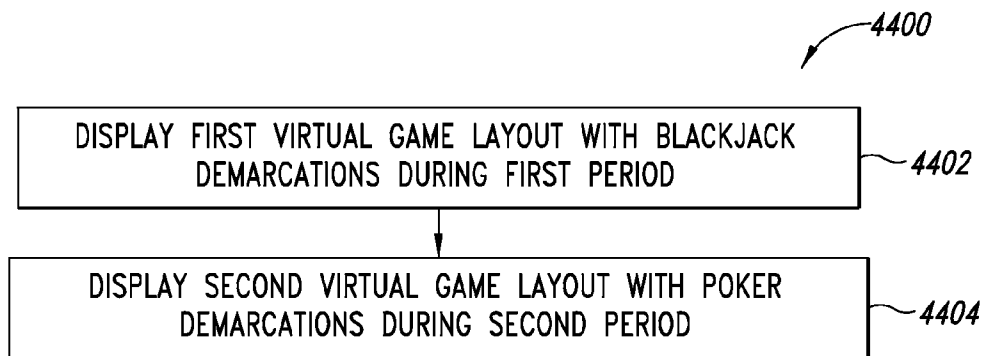 4400
DISPLAY FIRST VIRTUAL GAME LAYOUT WITH BLACKJACK
DEMARCATIONS DURING FIRST PERIOD
4402
DISPLAY SECOND VIRTUAL GAME LAYOUT WITH POKER
DEMARCATIONS DURING SECOND PERIOD
4404